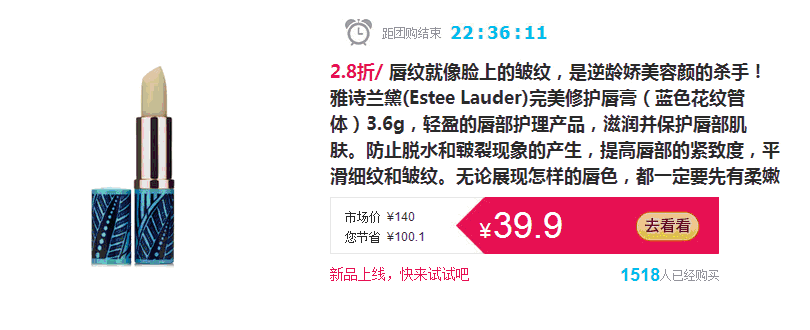 距团购结束 22:36:11
2.8折/ 唇纹就像脸上的皱纹，是逆龄娇美容颜的杀手！
雅诗兰黛(Estee Lauder)完美修护唇膏（蓝色花纹管
体）3.6g，轻盈的唇部护理产品，滋润并保护唇部肌
肤。防止脱水和皲裂现象的产生，提高唇部的紧致度，平
滑细纹和皱纹。无论展现怎样的唇色，都一定要先有柔嫩
市场价 ¥140
您节省 ¥100.1
¥39.9
去看看
新品上线，快来试试吧
1518人已经购买